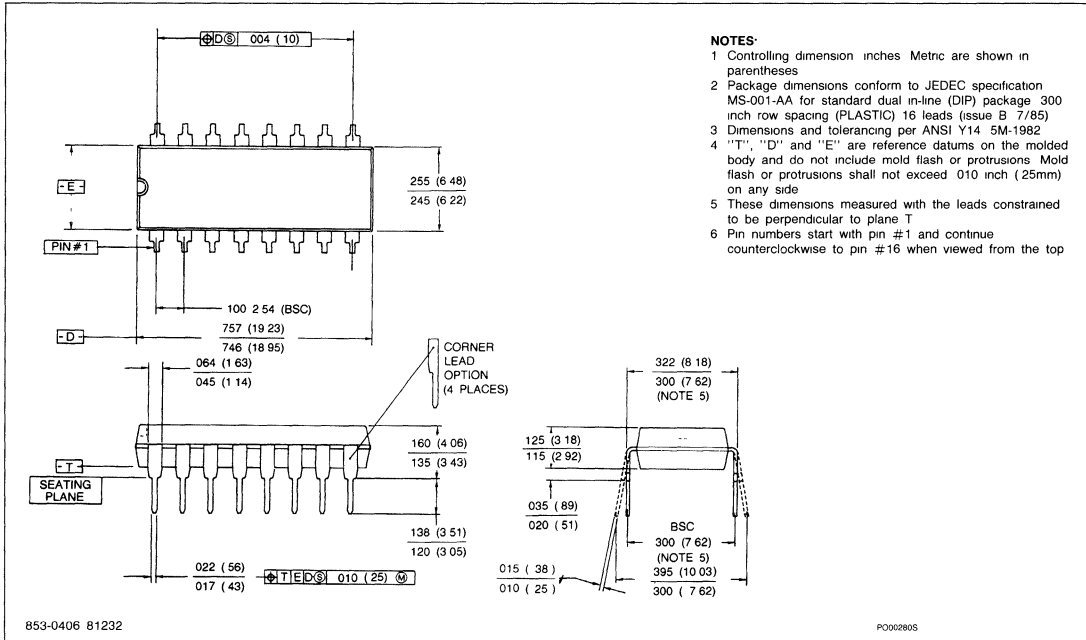 ⌖ D Ⓢ 004 ( 10)
- E -
255 (6 48)
245 (6 22)
PIN #1
100 2 54 (BSC)
- D -
757 (19 23)
746 (18 95)
064 (1 63)
045 (1 14)
CORNER
LEAD
OPTION
(4 PLACES)
160 (4 06)
135 (3 43)
- T -
SEATING
PLANE
138 (3 51)
120 (3 05)
022 ( 56)
017 ( 43)
⌖ T E D Ⓢ 010 ( 25) Ⓜ
322 (8 18)
300 (7 62)
(NOTE 5)
125 (3 18)
115 (2 92)
035 ( 89)
020 ( 51)
BSC
300 (7 62)
(NOTE 5)
395 (10 03)
300 ( 7 62)
015 ( 38)
010 ( 25 )
NOTES·
1 Controlling dimension inches Metric are shown in
parentheses
2 Package dimensions conform to JEDEC specification
MS-001-AA for standard dual in-line (DIP) package 300
inch row spacing (PLASTIC) 16 leads (issue B 7/85)
3 Dimensions and tolerancing per ANSI Y14 5M-1982
4 "T", "D" and "E" are reference datums on the molded
body and do not include mold flash or protrusions Mold
flash or protrusions shall not exceed 010 inch ( 25mm)
on any side
5 These dimensions measured with the leads constrained
to be perpendicular to plane T
6 Pin numbers start with pin #1 and continue
counterclockwise to pin #16 when viewed from the top
853-0406 81232
PO00280S